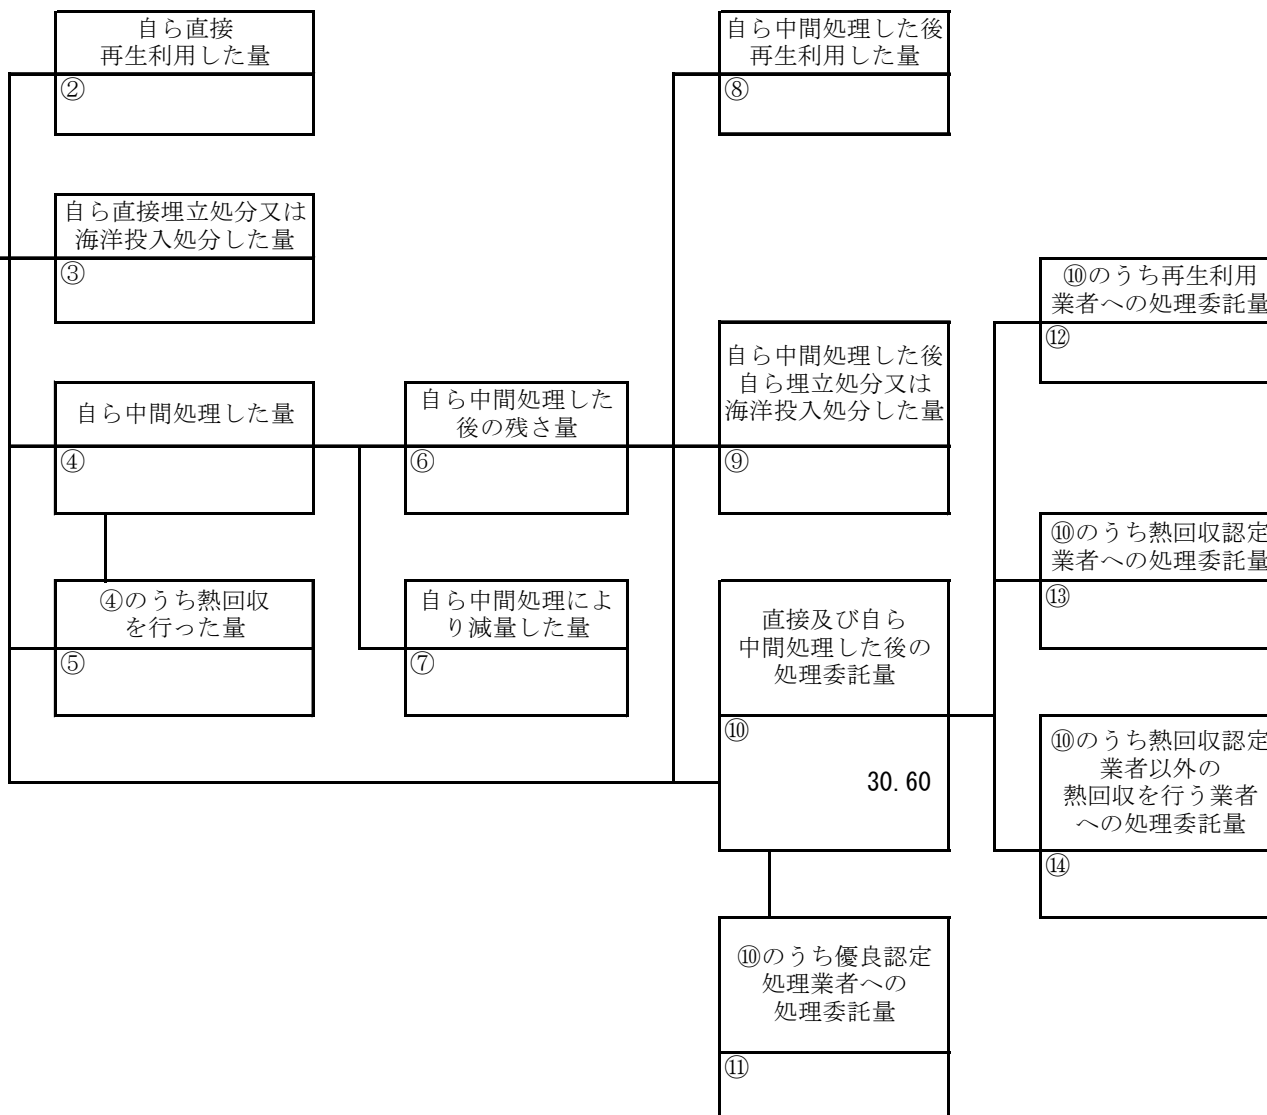 自ら直接
再生利用した量
②
自ら中間処理した後
再生利用した量
⑧
自ら直接埋立処分又は
海洋投入処分した量
③
⑩のうち再生利用
業者への処理委託量
⑫
自ら中間処理した量
④
自ら中間処理した
後の残さ量
⑥
自ら中間処理した後
自ら埋立処分又は
海洋投入処分した量
⑨
⑩のうち熱回収認定
業者への処理委託量
⑬
④のうち熱回収
を行った量
⑤
自ら中間処理によ
り減量した量
⑦
直接及び自ら
中間処理した後の
処理委託量
⑩
30.60
⑩のうち熱回収認定
業者以外の
熱回収を行う業者
への処理委託量
⑭
⑩のうち優良認定
処理業者への
処理委託量
⑪